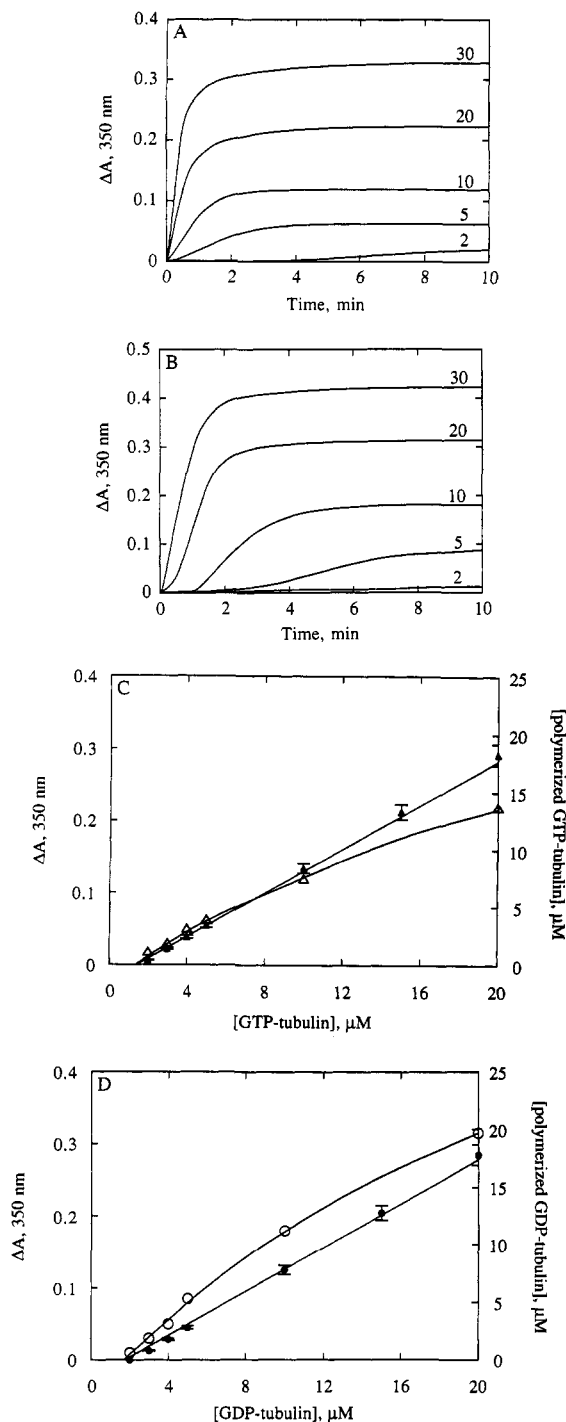 A
0.4
0.3
0.2
0.1
0
ΔA, 350 nm
30
20
10
5
2
0 2 4 6 8 10
Time, min
B
0.5
0.4
0.3
0.2
0.1
0
ΔA, 350 nm
30
20
10
5
2
0 2 4 6 8 10
Time, min
C
0.4
0.3
0.2
0.1
0
ΔA, 350 nm
25
20
15
10
5
0
[polymerized GTP-tubulin], μM
0 4 8 12 16 20
[GTP-tubulin], μM
D
0.4
0.3
0.2
0.1
0
ΔA, 350 nm
25
20
15
10
5
0
[polymerized GDP-tubulin], μM
0 4 8 12 16 20
[GDP-tubulin], μM